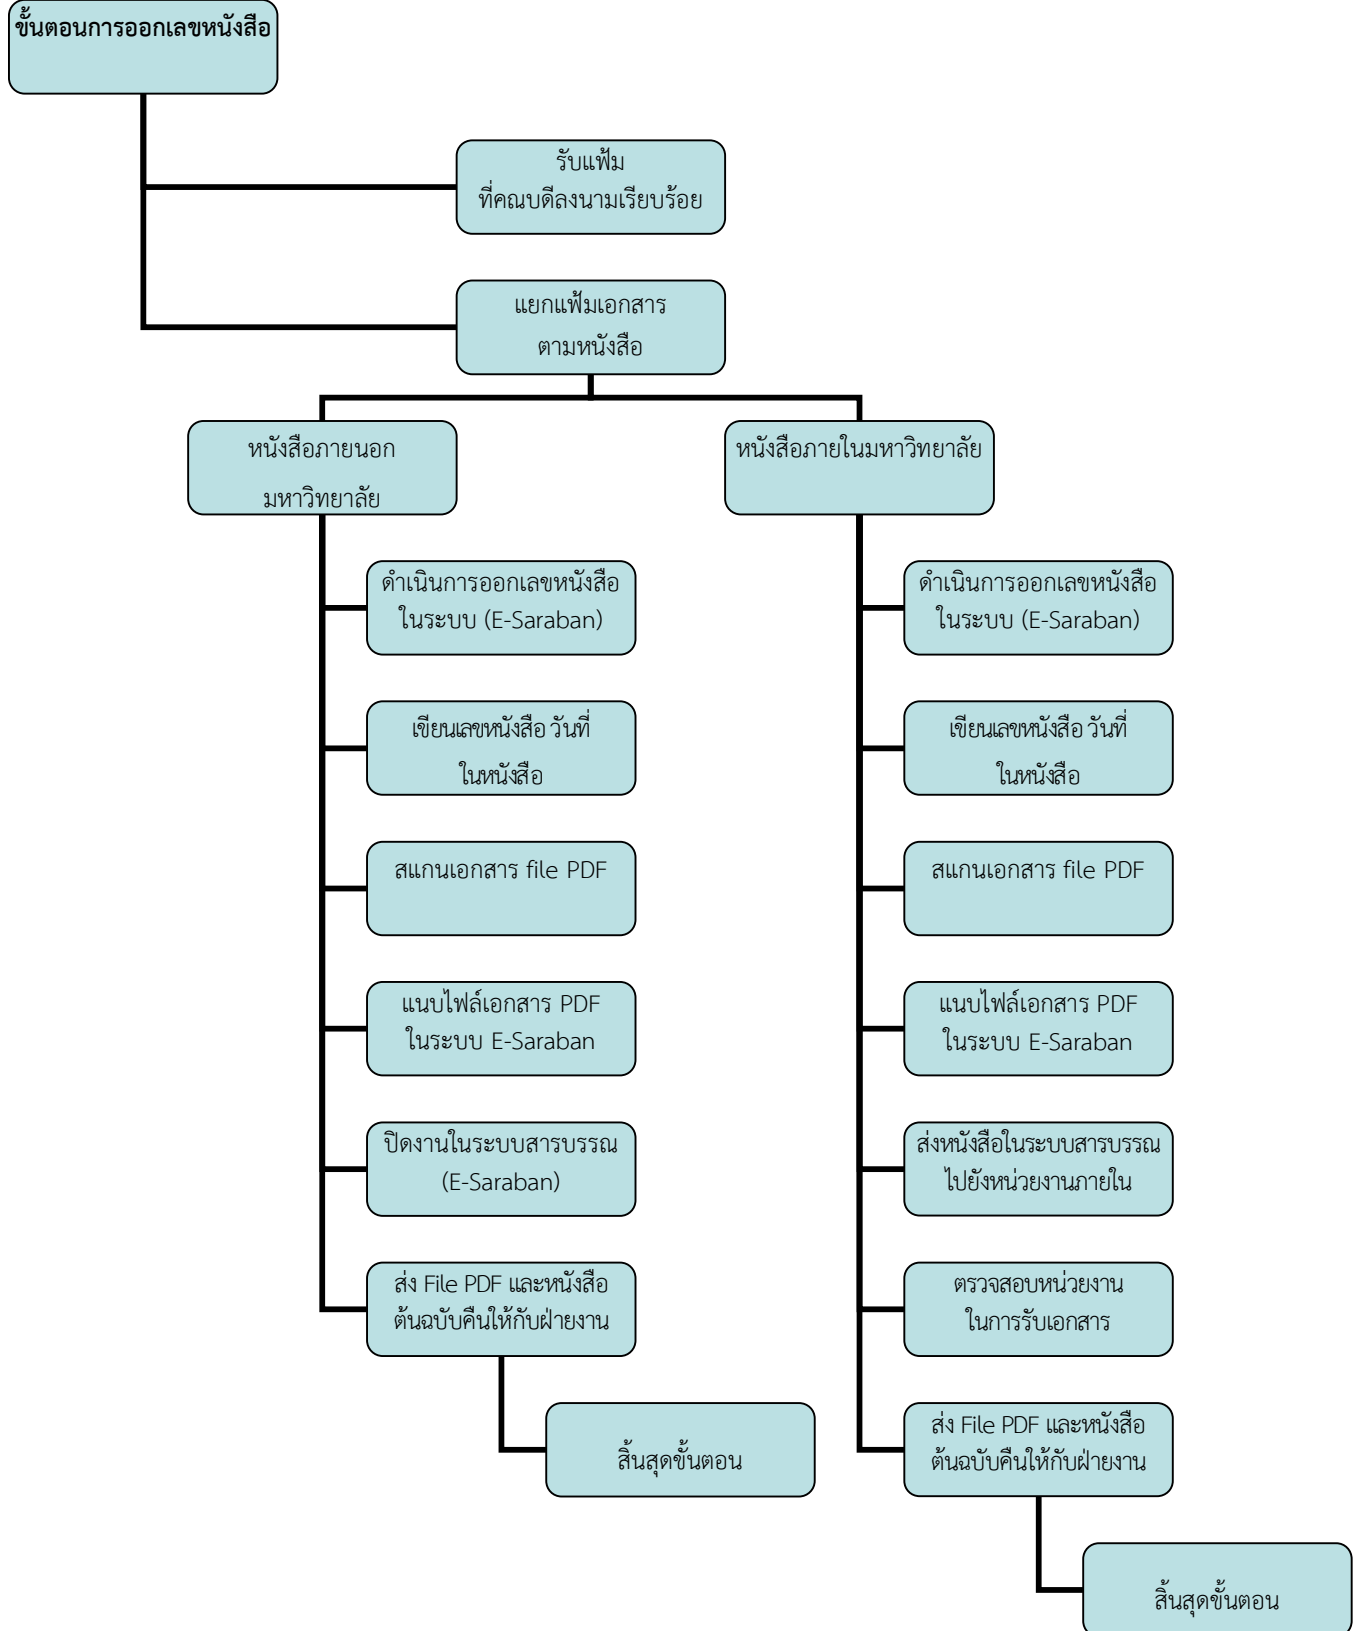 ขั้นตอนการออกเลขหนังสือ
รับแฟ้ม
ที่คณบดีลงนามเรียบร้อย
แยกแฟ้มเอกสาร
ตามหนังสือ
หนังสือภายนอก
มหาวิทยาลัย
ดำเนินการออกเลขหนังสือ
ในระบบ (E-Saraban)
เขียนเลขหนังสือ วันที่
ในหนังสือ
สแกนเอกสาร file PDF
แนบไฟล์เอกสาร PDF
ในระบบ E-Saraban
ปิดงานในระบบสารบรรณ
(E-Saraban)
ส่ง File PDF และหนังสือ
ต้นฉบับคืนให้กับฝ่ายงาน
สิ้นสุดขั้นตอน
หนังสือภายในมหาวิทยาลัย
ดำเนินการออกเลขหนังสือ
ในระบบ (E-Saraban)
เขียนเลขหนังสือ วันที่
ในหนังสือ
สแกนเอกสาร file PDF
แนบไฟล์เอกสาร PDF
ในระบบ E-Saraban
ส่งหนังสือในระบบสารบรรณ
ไปยังหน่วยงานภายใน
ตรวจสอบหน่วยงาน
ในการรับเอกสาร
ส่ง File PDF และหนังสือ
ต้นฉบับคืนให้กับฝ่ายงาน
สิ้นสุดขั้นตอน